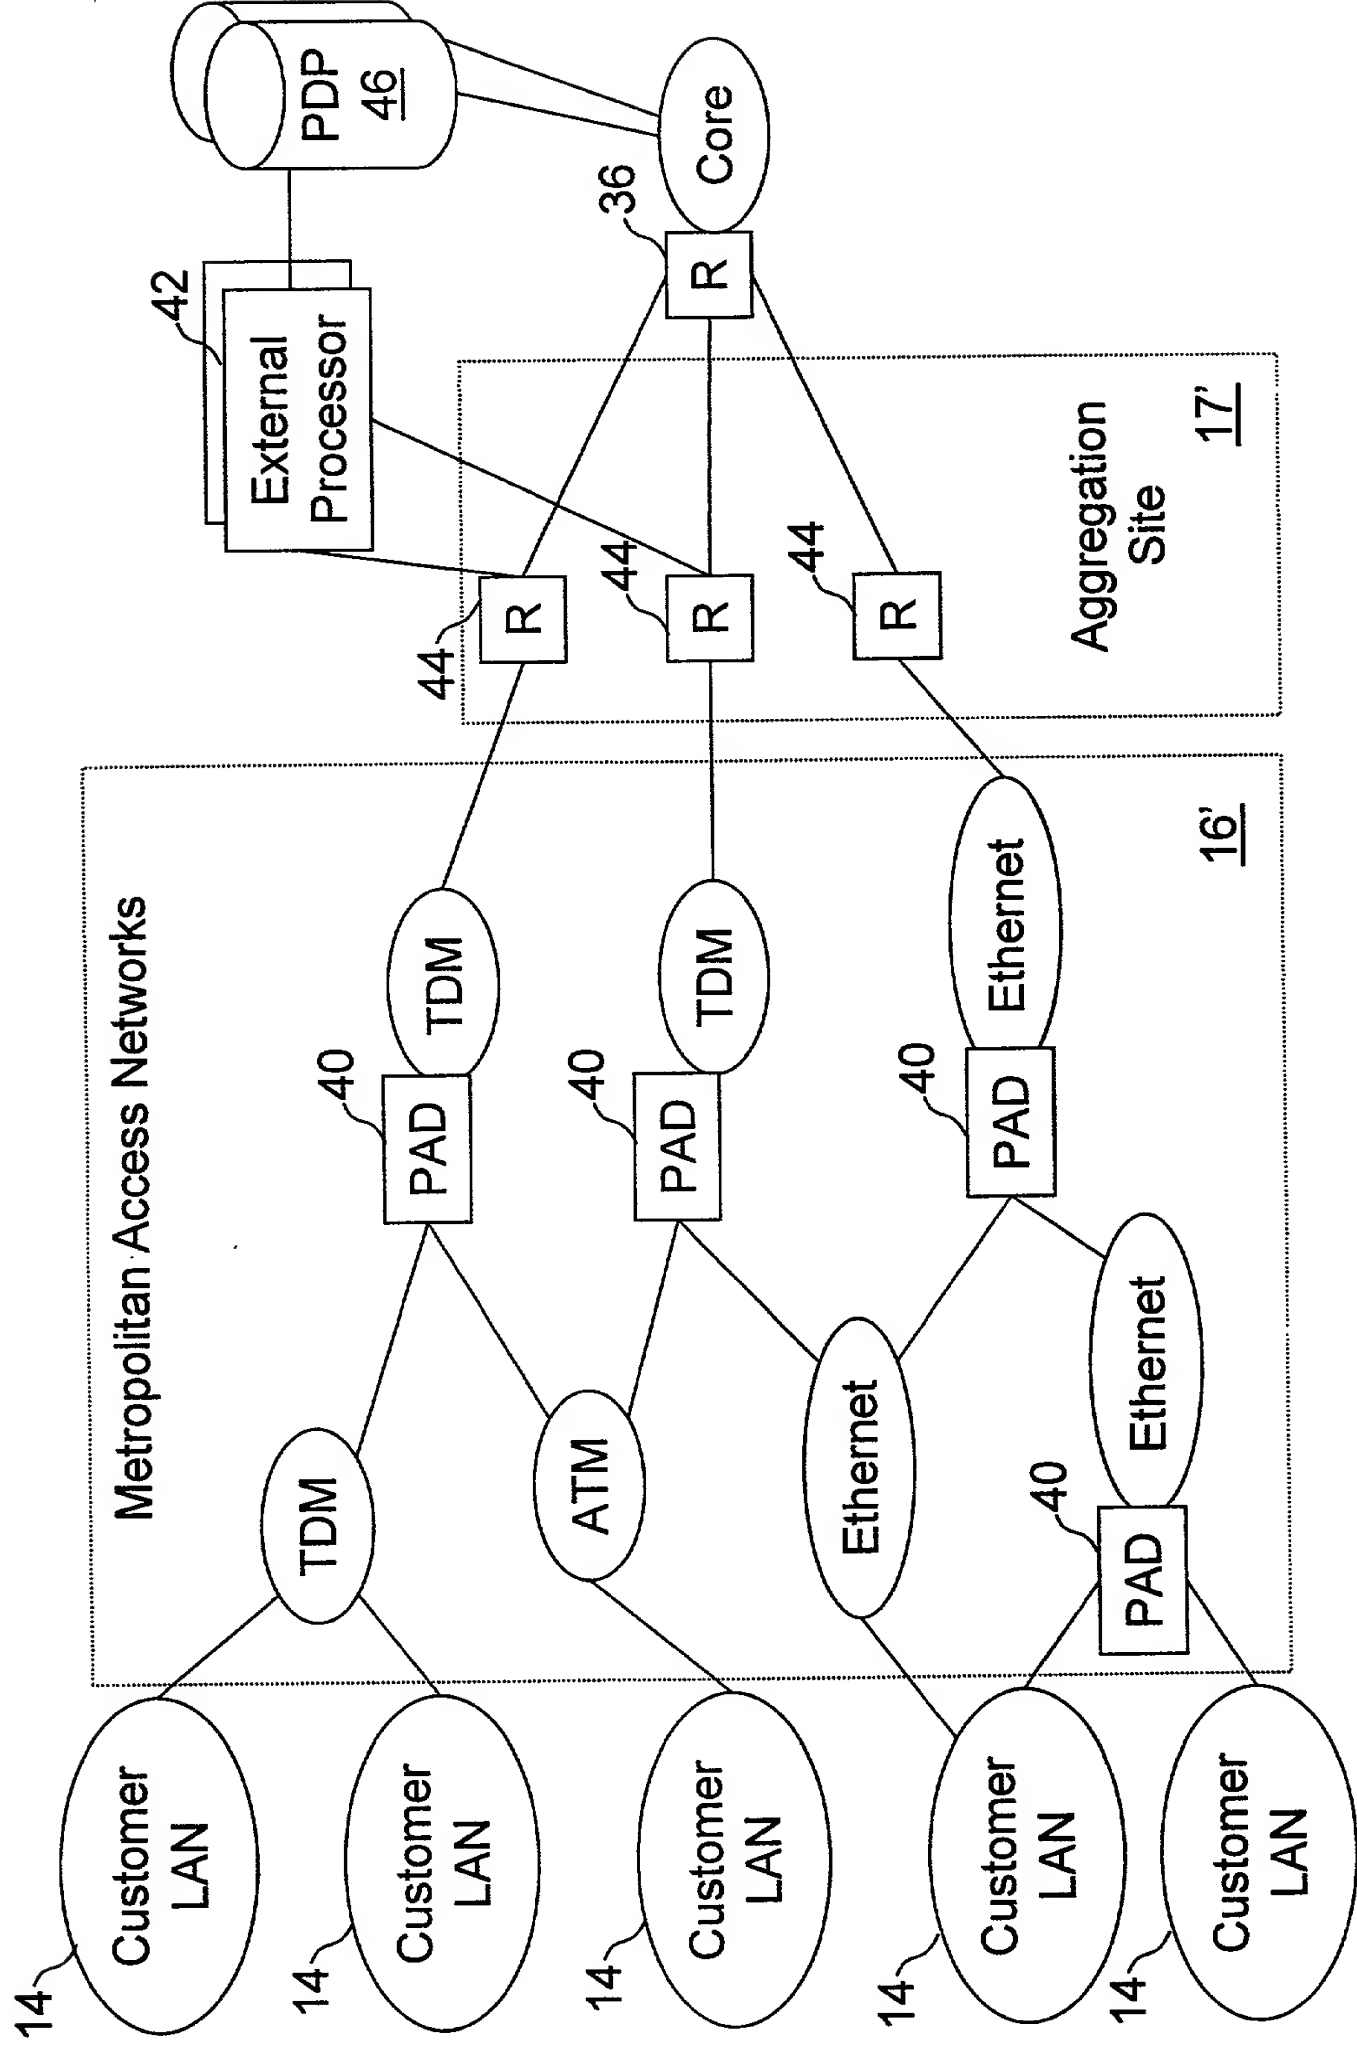 Metropolitan Access Networks
14
Customer
LAN
14
Customer
LAN
14
Customer
LAN
14
Customer
LAN
14
Customer
LAN
TDM
ATM
Ethernet
40
PAD
Ethernet
40
PAD
TDM
40
PAD
TDM
40
PAD
Ethernet
16'
44
R
44
R
44
R
Aggregation
Site
17'
42
External
Processor
PDP
46
36
R
Core